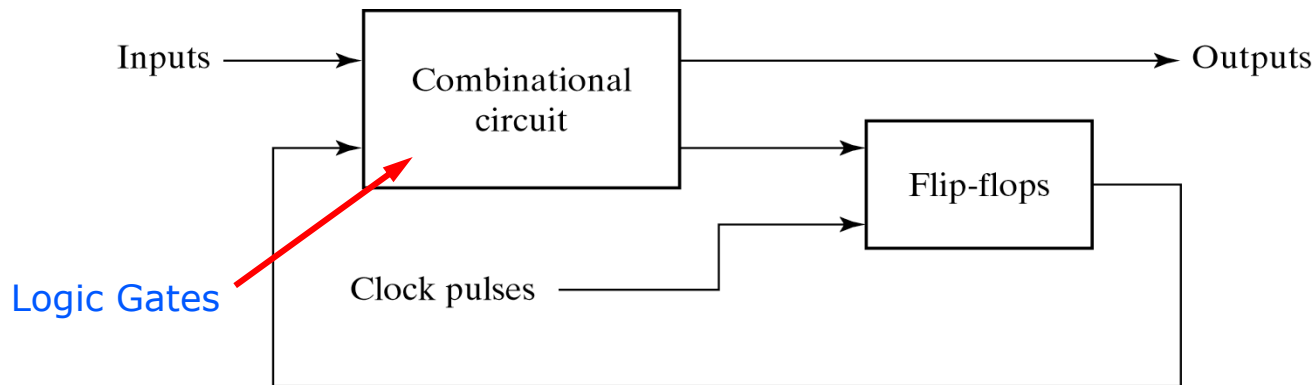 Inputs
Combinational
circuit
Outputs
Flip-flops
Clock pulses
Logic Gates